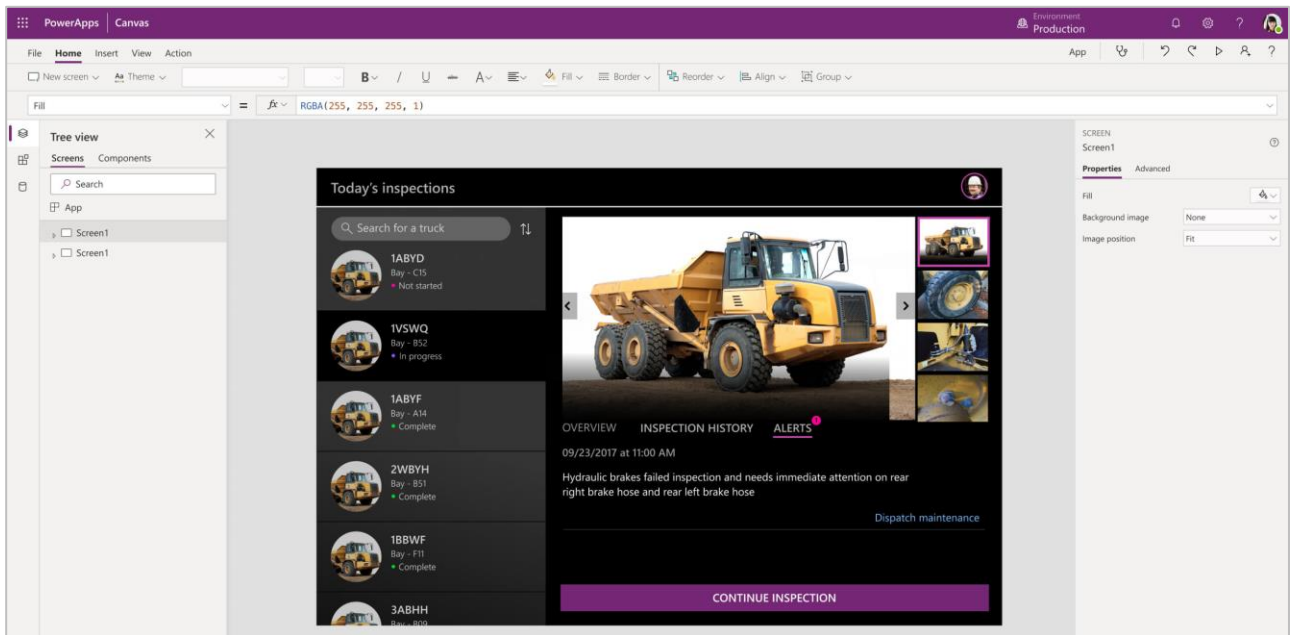 PowerApps Canvas
Environment
Production
?
File Home Insert View Action
App ?
New screen Aa Theme B / U abc A Fill Border Reorder Align Group
Fill = fx RGBA(255, 255, 255, 1)
Tree view
Screens Components
Search
App
Screen1
Screen1
Today's inspections
Search for a truck
1ABYD
Bay - C15
Not started
1VSWQ
Bay - B52
In progress
1ABYF
Bay - A14
Complete
2WBYH
Bay - B51
Complete
1BBWF
Bay - F11
Complete
3ABHH
Bay - B09
OVERVIEW INSPECTION HISTORY ALERTS
09/23/2017 at 11:00 AM
Hydraulic brakes failed inspection and needs immediate attention on rear
right brake hose and rear left brake hose
Dispatch maintenance
CONTINUE INSPECTION
SCREEN
Screen1
Properties Advanced
Fill
Background image None
Image position Fit